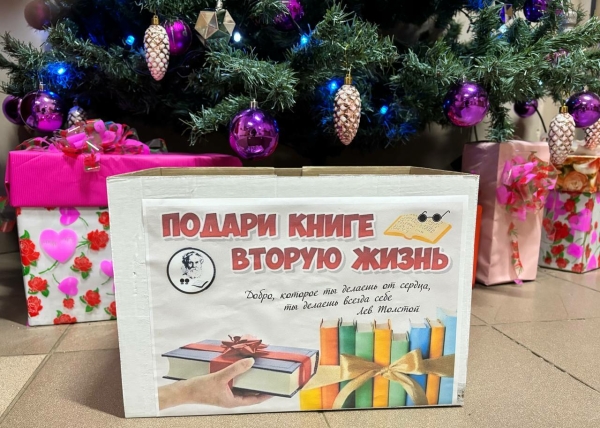 ПОДАРИ КНИГЕ
ВТОРУЮ ЖИЗНЬ
Добро, которое ты делаешь от сердца,
ты делаешь всегда себе
Лев Толстой